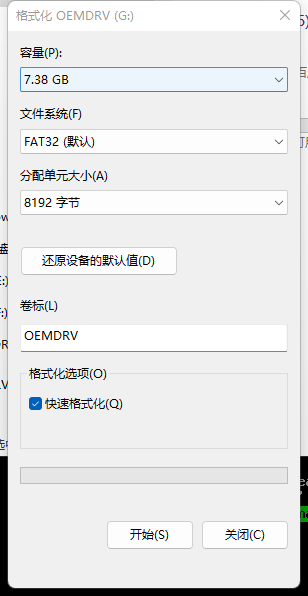 格式化 OEMDRV (G:)
容量(P):
7.38 GB
文件系统(F)
FAT32 (默认)
分配单元大小(A)
8192 字节
还原设备的默认值(D)
卷标(L)
OEMDRV
格式化选项(O)
快速格式化(Q)
开始(S)
关闭(C)